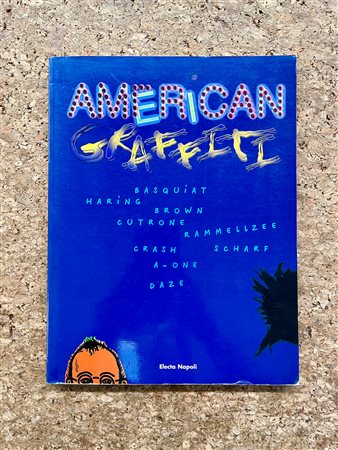 AMERICAN
GRAFFITI
BASQUIAT
HARING
BROWN
CUTRONE
RAMMELLZEE
CRASH SCHARF
A-ONE
DAZE
Electa Napoli